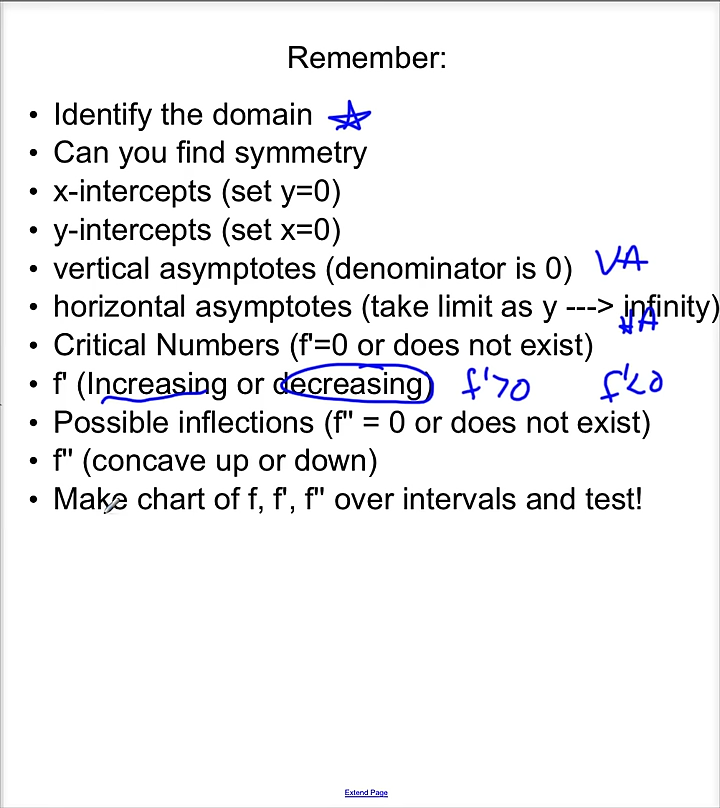 Remember:
• Identify the domain
• Can you find symmetry
• x-intercepts (set y=0)
• y-intercepts (set x=0)
• vertical asymptotes (denominator is 0) VA
• horizontal asymptotes (take limit as y ---> infinity)
HA
• Critical Numbers (f'=0 or does not exist)
• f' (Increasing or decreasing) f'>0 f'<0
• Possible inflections (f" = 0 or does not exist)
• f" (concave up or down)
• Make chart of f, f', f" over intervals and test!
Extend Page